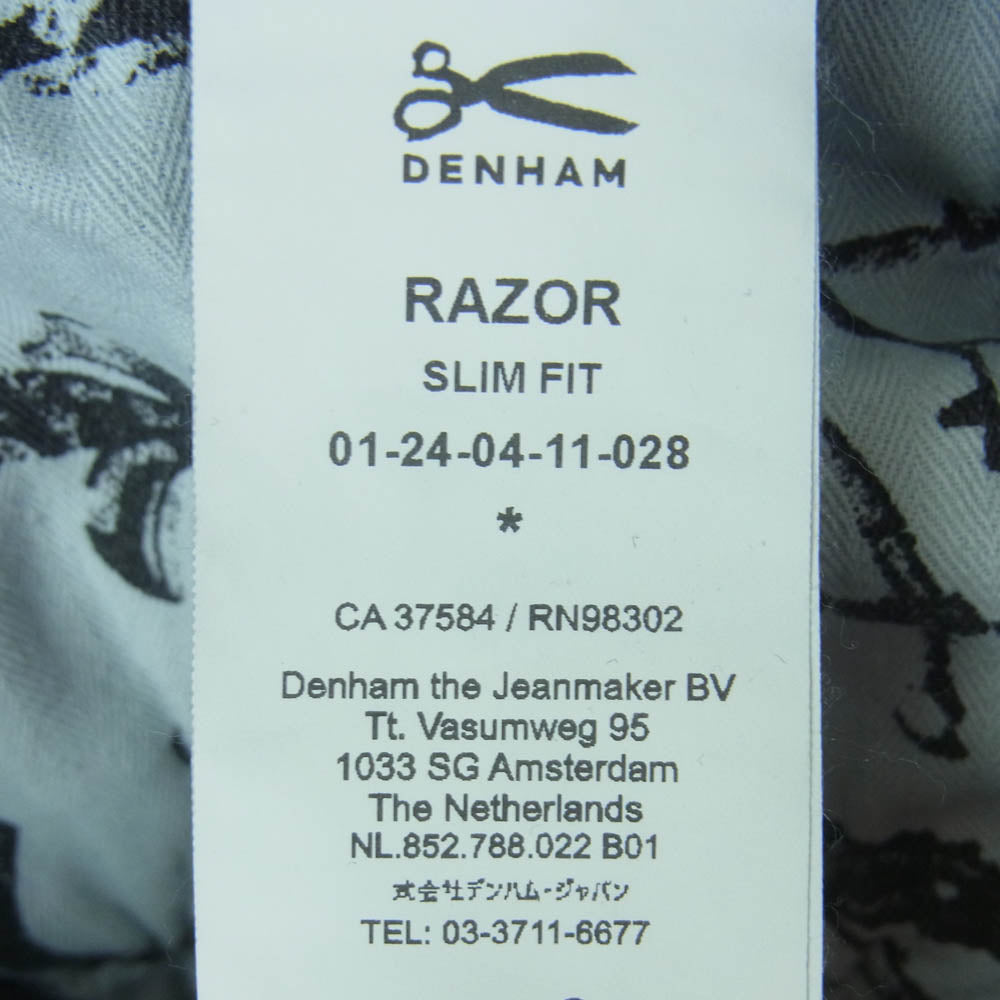 DENHAM
RAZOR
SLIM FIT
01-24-04-11-028
*
CA 37584 / RN98302
Denham the Jeanmaker BV
Tt. Vasumweg 95
1033 SG Amsterdam
The Netherlands
NL.852.788.022 B01
式会社デンハム・ジャパン
TEL: 03-3711-6677